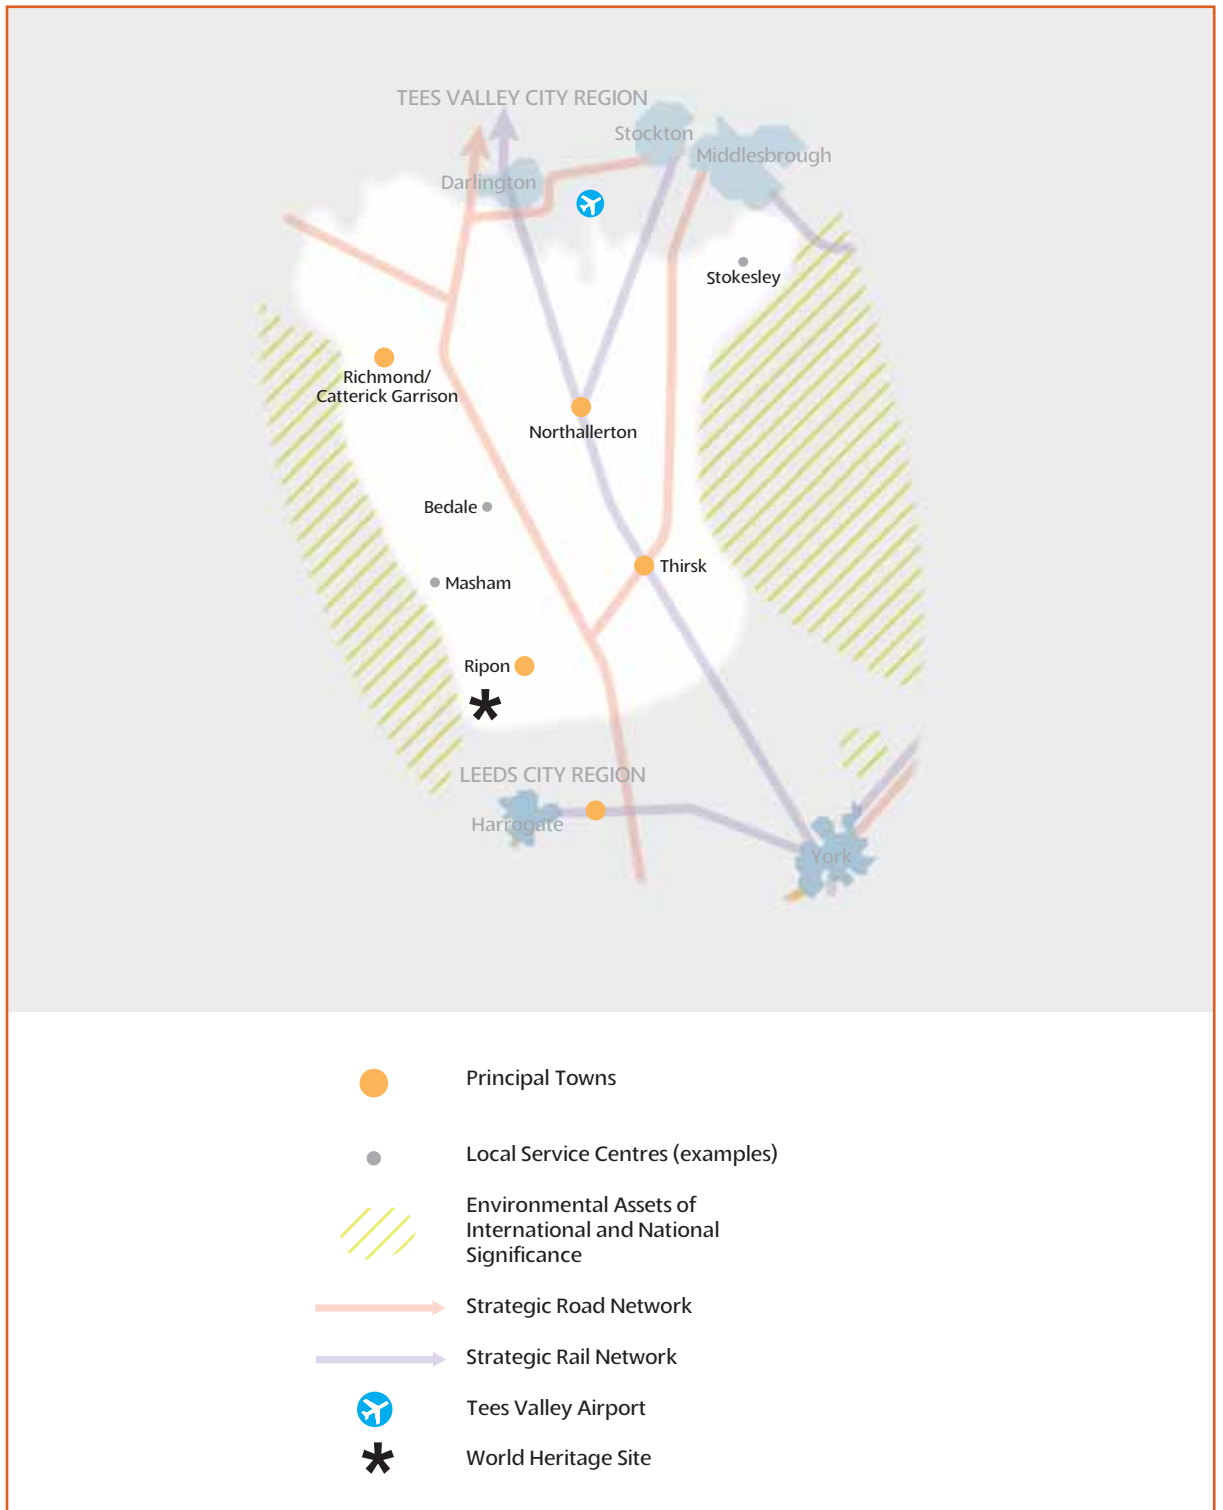 TEES VALLEY CITY REGION
Stockton
Middlesbrough
Darlington
Stokesley
Richmond/
Catterick Garrison
Northallerton
Bedale
Thirsk
Masham
Ripon
LEEDS CITY REGION
Harrogate
York
Principal Towns
Local Service Centres (examples)
Environmental Assets of
International and National
Significance
Strategic Road Network
Strategic Rail Network
Tees Valley Airport
World Heritage Site